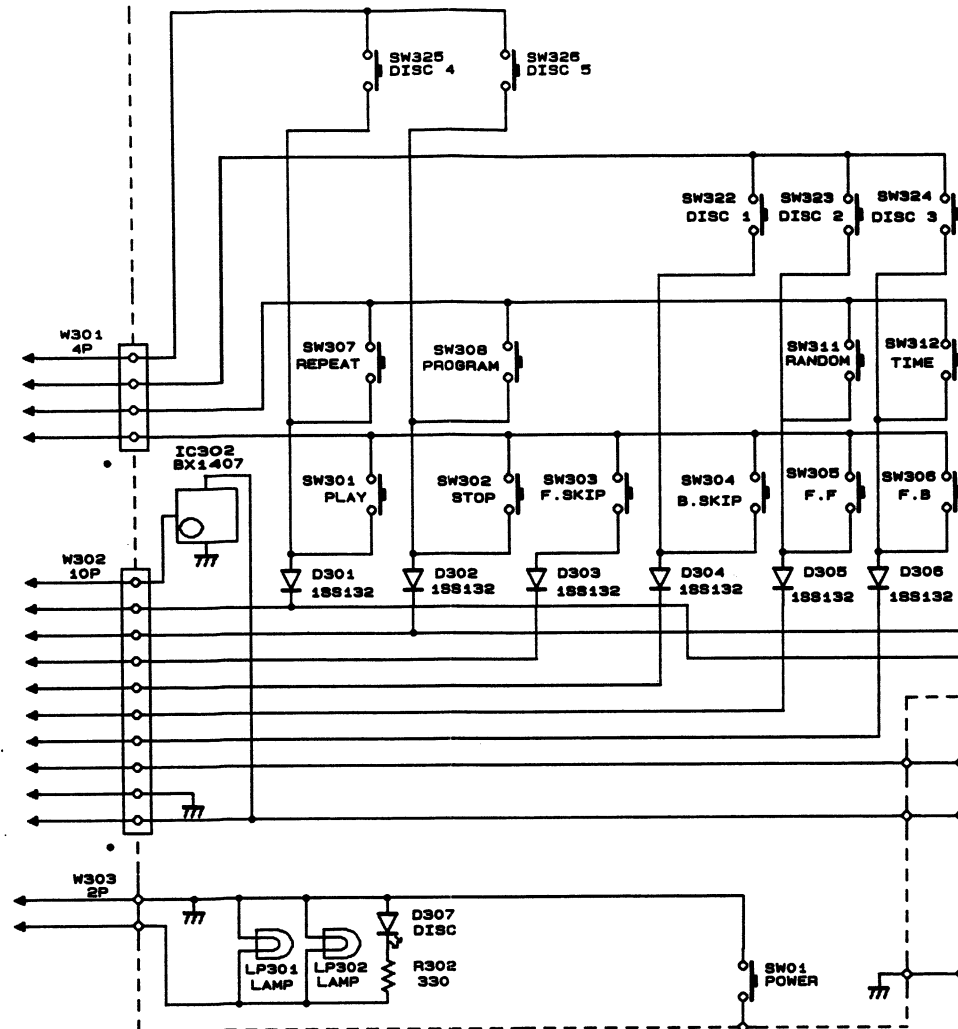 SW325
DISC 4
SW326
DISC 5
SW322
DISC 1
SW323
DISC 2
SW324
DISC 3
W301
4P
SW307
REPEAT
SW308
PROGRAM
SW311
RANDOM
SW312
TIME
IC302
BX1407
SW301
PLAY
SW302
STOP
SW303
F.SKIP
SW304
B.SKIP
SW305
F.F
SW306
F.B
W302
10P
D301
1SS132
D302
1SS132
D303
1SS132
D304
1SS132
D305
1SS132
D306
1SS132
W303
2P
LP301
LAMP
LP302
LAMP
D307
DISC
R302
330
SW01
POWER